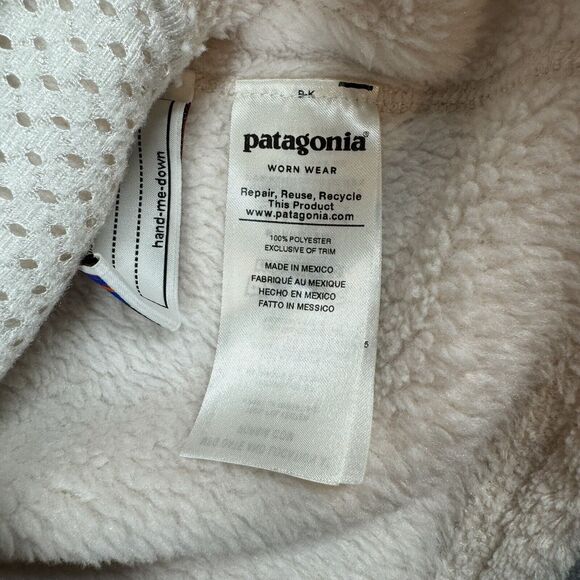 hand-me-down
B-K
patagonia®
WORN WEAR
Repair, Reuse, Recycle
This Product
www.patagonia.com
100% POLYESTER
EXCLUSIVE OF TRIM
MADE IN MEXICO
FABRIQUÉ AU MEXIQUE
HECHO EN MEXICO
FATTO IN MESSICO
5